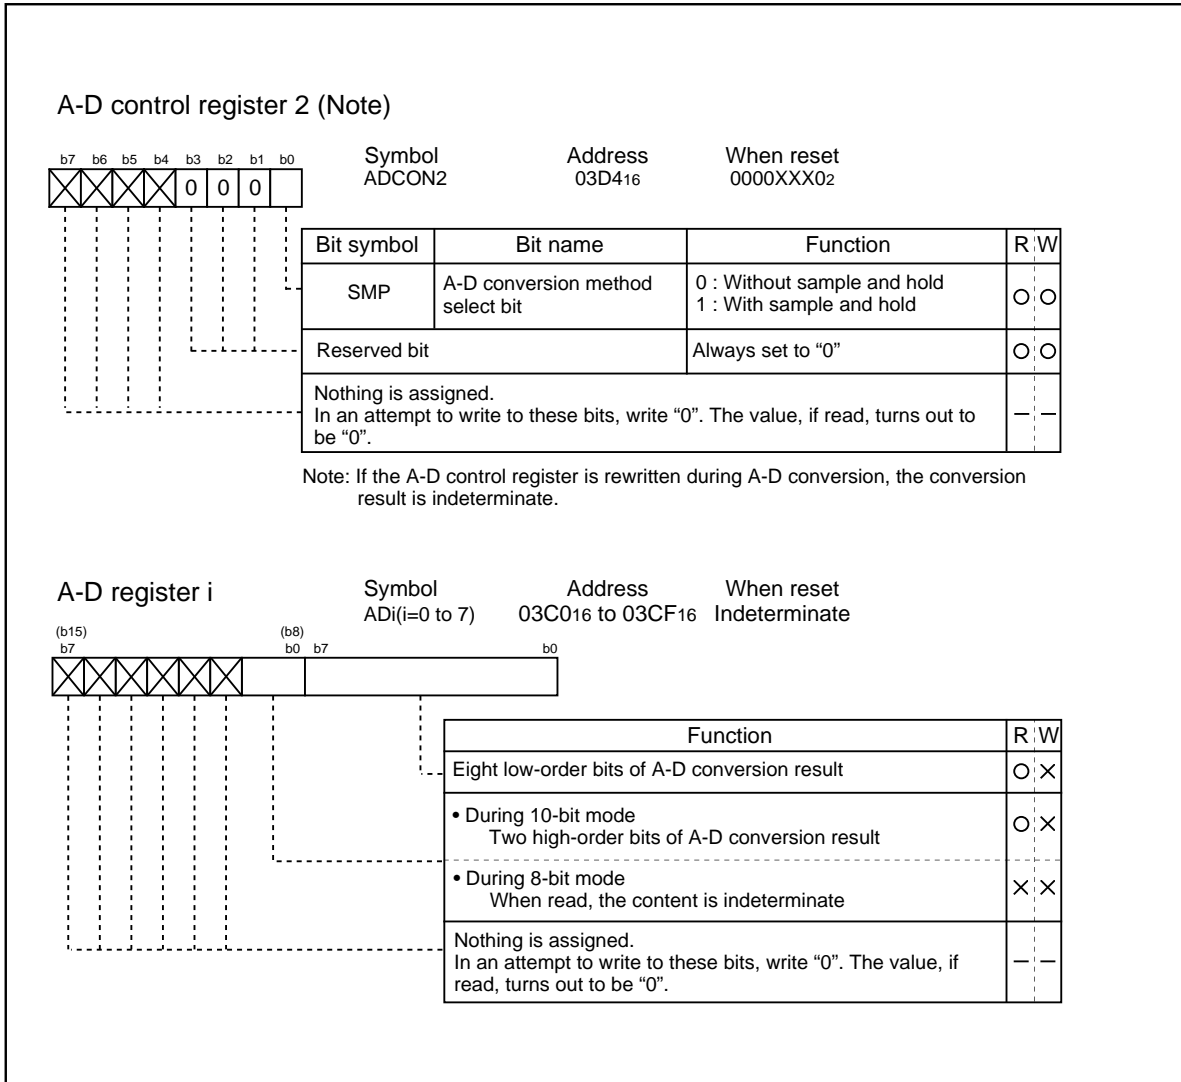 A-D control register 2 (Note)
b7 b6 b5 b4 b3 b2 b1 b0
0 0 0
Symbol Address When reset
ADCON2 03D416 0000XXX02
Bit symbol Bit name Function R W
SMP A-D conversion method select bit 0 : Without sample and hold
1 : With sample and hold
Reserved bit Always set to “0”
Nothing is assigned.
In an attempt to write to these bits, write “0”. The value, if read, turns out to
be “0”.
Note: If the A-D control register is rewritten during A-D conversion, the conversion
result is indeterminate.
A-D register i
Symbol Address When reset
ADi(i=0 to 7) 03C016 to 03CF16 Indeterminate
(b15) (b8)
b7 b0 b7 b0
Function R W
Eight low-order bits of A-D conversion result
• During 10-bit mode
Two high-order bits of A-D conversion result
• During 8-bit mode
When read, the content is indeterminate
Nothing is assigned.
In an attempt to write to these bits, write “0”. The value, if
read, turns out to be “0”.